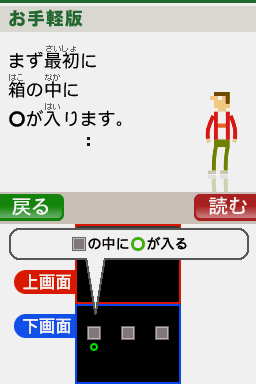 お手軽版
まず最初に
箱の中に
○が入ります。
:
戻る
読む
■の中に○が入る
上画面
下画面